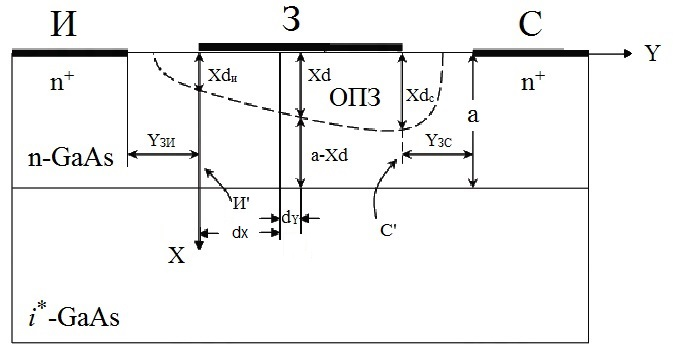 И З С
Y
n+ n+
Xdи Xd ОПЗ Xdс
a
n-GaAs YЗИ a-Xd YЗС
И' dY С'
X dx
i*-GaAs